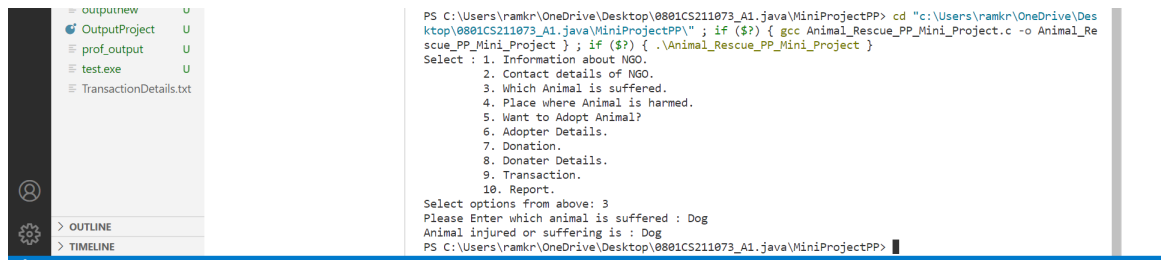 outputnew U
OutputProject U
prof_output U
test.exe U
TransactionDetails.txt
OUTLINE
TIMELINE
PS C:\Users\ramkr\OneDrive\Desktop\0801CS211073_A1.java\MiniProjectPP> cd "c:\Users\ramkr\OneDrive\Des
ktop\0801CS211073_A1.java\MiniProjectPP\" ; if ($?) { gcc Animal_Rescue_PP_Mini_Project.c -o Animal_Re
scue_PP_Mini_Project } ; if ($?) { .\Animal_Rescue_PP_Mini_Project }
Select : 1. Information about NGO.
2. Contact details of NGO.
3. Which Animal is suffered.
4. Place where Animal is harmed.
5. Want to Adopt Animal?
6. Adopter Details.
7. Donation.
8. Donater Details.
9. Transaction.
10. Report.
Select options from above: 3
Please Enter which animal is suffered : Dog
Animal injured or suffering is : Dog
PS C:\Users\ramkr\OneDrive\Desktop\0801CS211073_A1.java\MiniProjectPP>